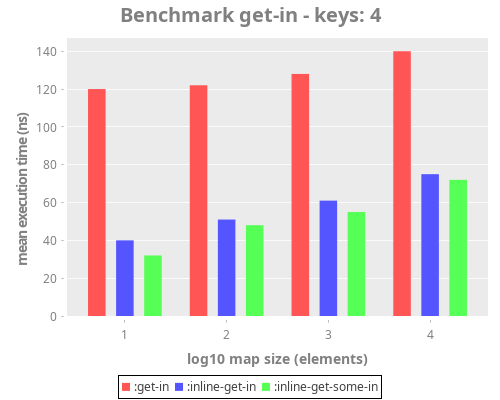 Benchmark get-in - keys: 4
mean execution time (ns)
140
120
100
80
60
40
20
0
1 2 3 4
log10 map size (elements)
:get-in :inline-get-in :inline-get-some-in